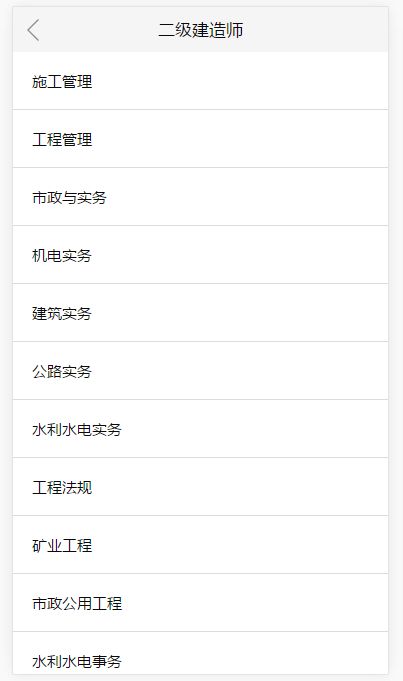 二级建造师
施工管理
工程管理
市政与实务
机电实务
建筑实务
公路实务
水利水电实务
工程法规
矿业工程
市政公用工程
水利水电事务